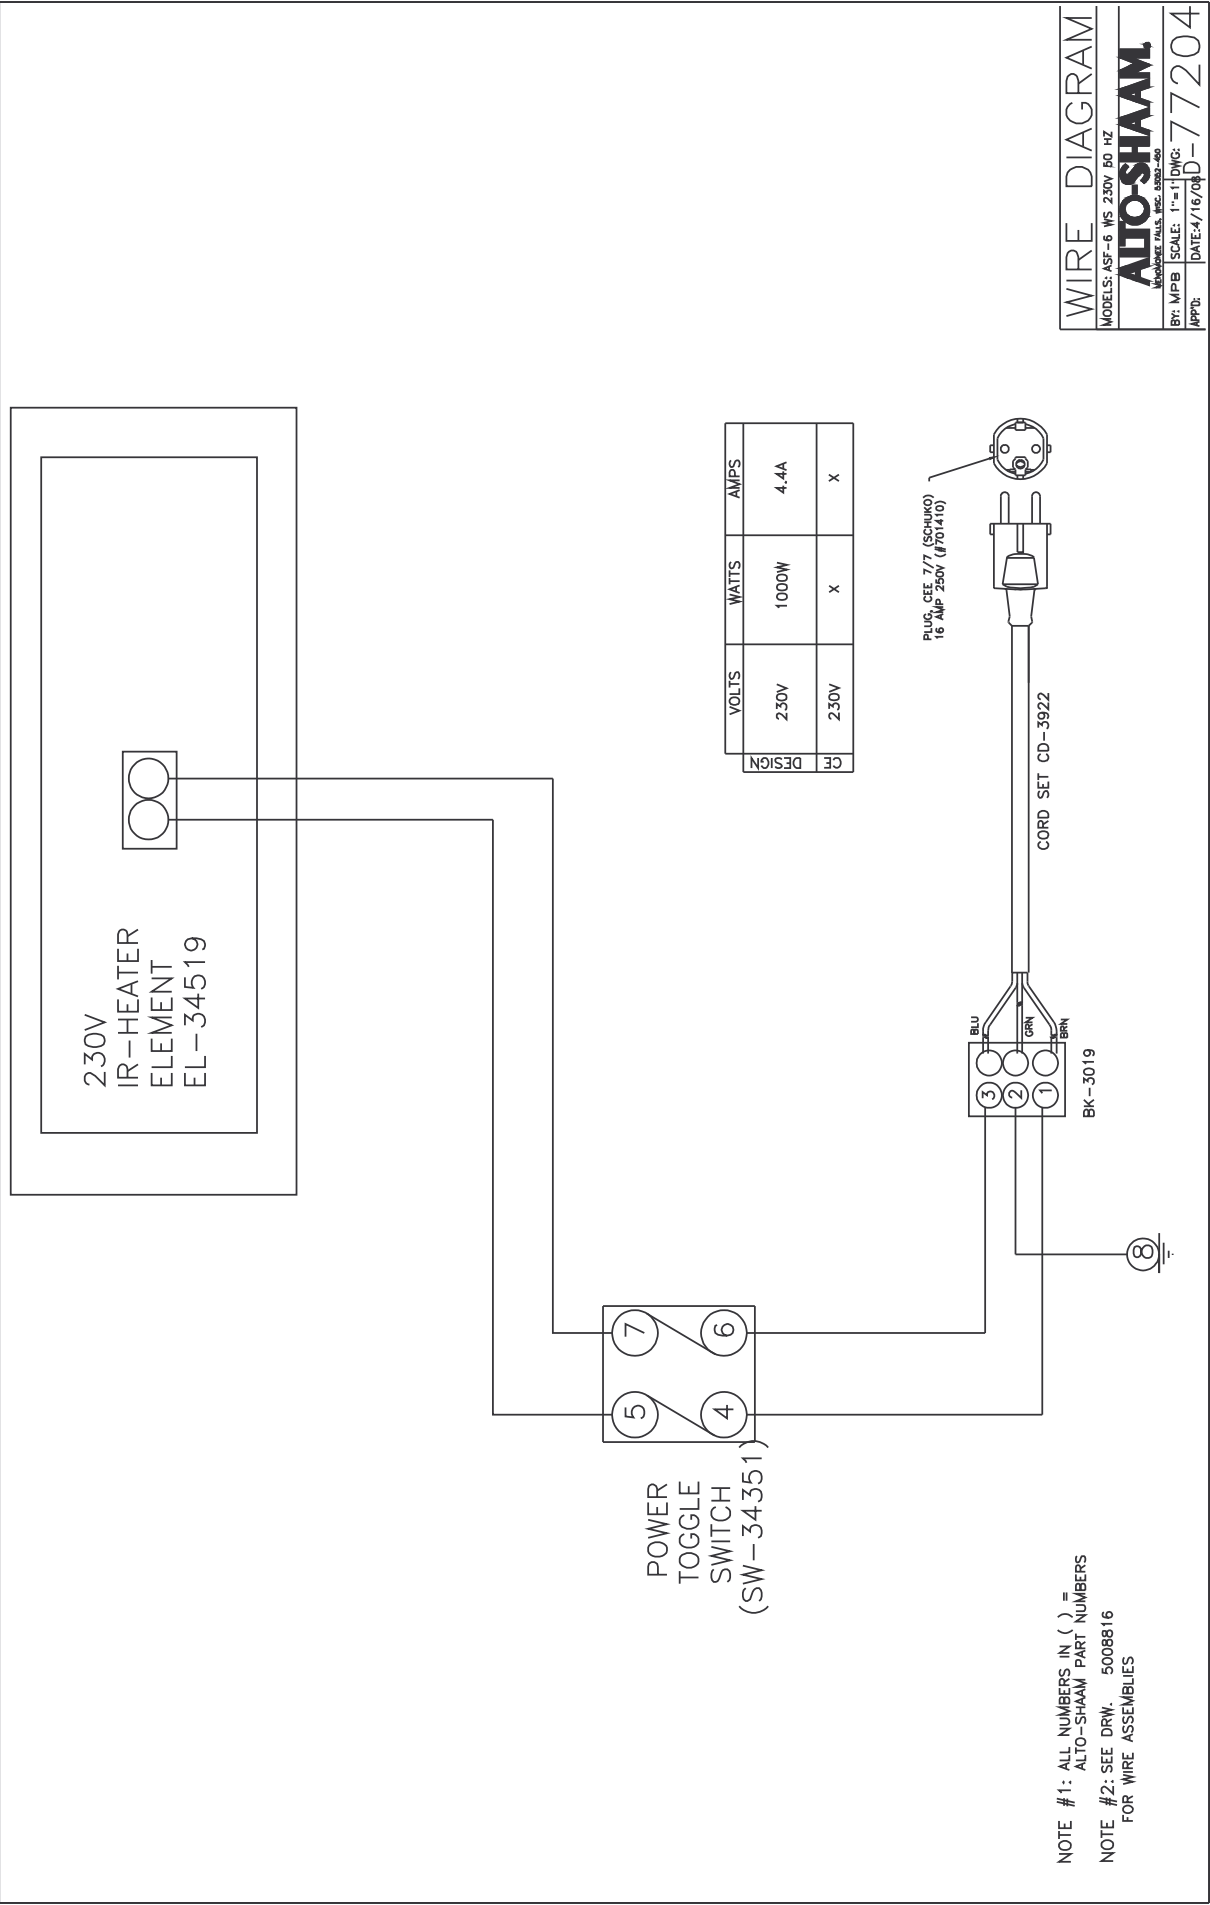 230V
IR-HEATER
ELEMENT
EL-34519
POWER
TOGGLE
SWITCH
(SW-34351)
5
7
4
6
VOLTS
WATTS
AMPS
DESIGN
230V
1000W
4.4A
CE
230V
X
X
PLUG, CEE 7/7 (SCHUKO)
16 AMP 250V (#701410)
CORD SET CD-3922
BLU
GRN
BRN
3
2
1
BK-3019
8
NOTE #1: ALL NUMBERS IN ( ) =
ALTO-SHAAM PART NUMBERS
NOTE #2: SEE DRW. 5008816
FOR WIRE ASSEMBLIES
WIRE DIAGRAM
MODELS: ASF-6 WS 230V 50 HZ
ALTO-SHAAM.
BY: MPB
SCALE: 1"=1"
DWG:
D-77204
APP'D:
DATE:4/16/08